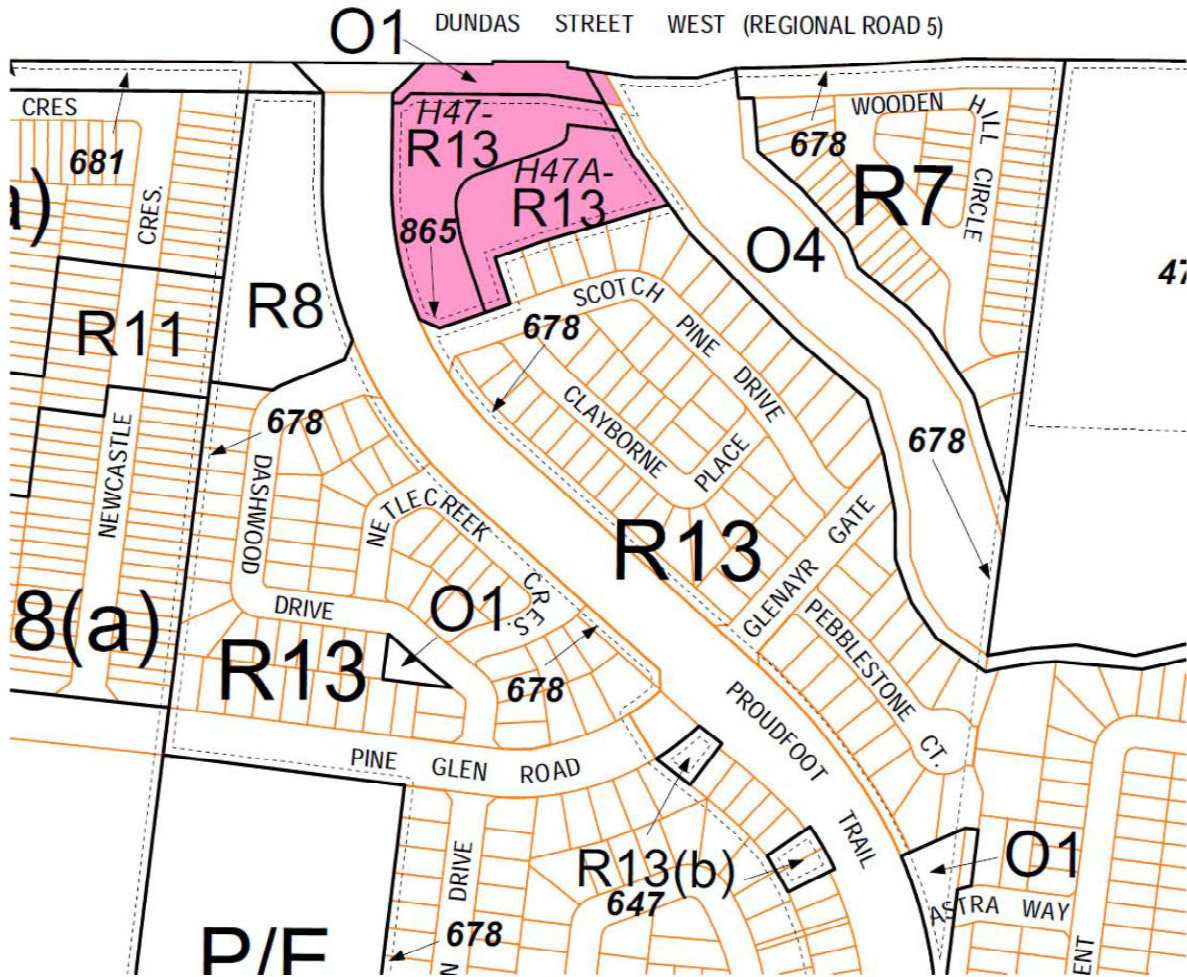 O1
DUNDAS STREET WEST (REGIONAL ROAD 5)
CRES
681
CRES.
H47-
R13
H47A-
R13
865
678
WOODEN HILL CIRCLE
R7
O4
47
R8
R11
SCOTCH PINE DRIVE
678
CLAYBORNE PLACE
678
678
NEWCASTLE
DASHWOOD DRIVE
NETLECREEK CRES.
R13
GLENAYR GATE
PEBBLESTONE CT.
8(a)
O1
R13
678
PROUDFOOT TRAIL
PINE GLEN ROAD
R13(b)
647
O1
ASTRA WAY
DRIVE
678
P/E